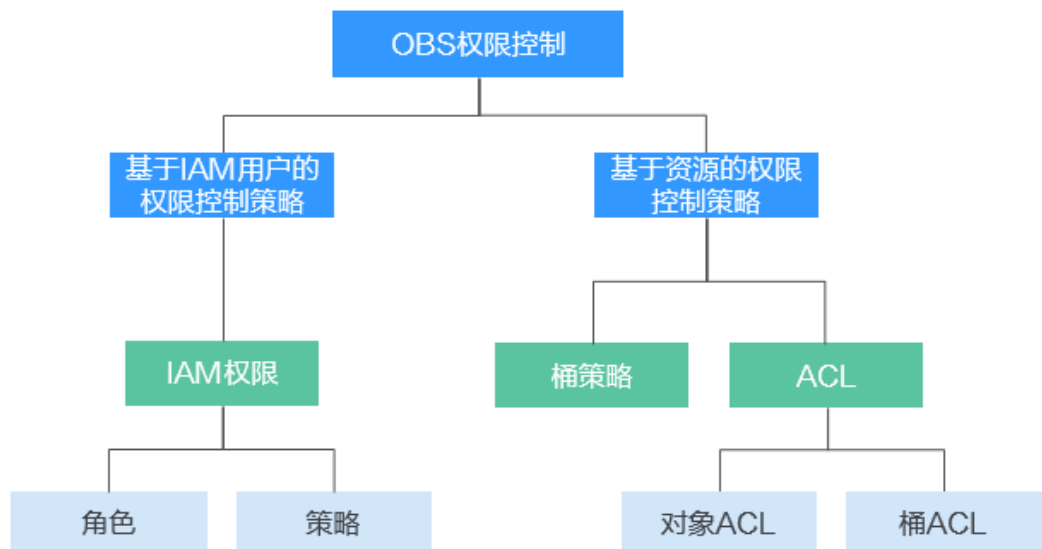 OBS权限控制
基于IAM用户的
权限控制策略
基于资源的权限
控制策略
IAM权限
桶策略
ACL
角色
策略
对象ACL
桶ACL